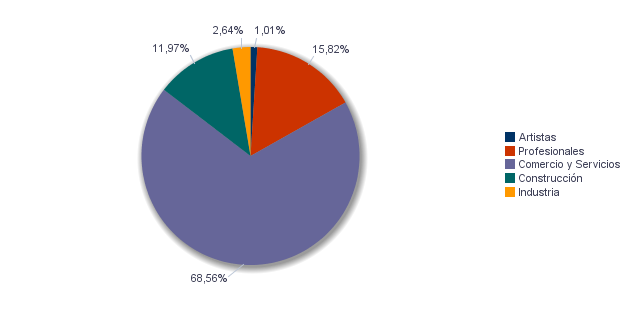 2,64%
1,01%
11,97%
15,82%
68,56%
Artistas
Profesionales
Comercio y Servicios
Construcción
Industria